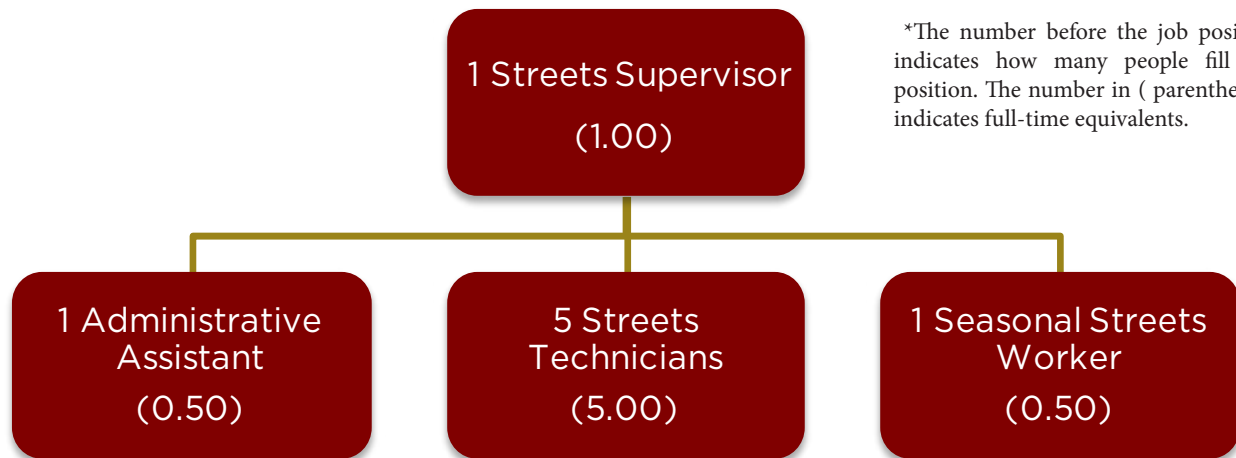 1 Streets Supervisor
(1.00)
*The number before the job
indicates how many people fill
position. The number in (
indicates full-time equivalents.
1 Administrative
Assistant
(0.50)
5 Streets
Technicians
(5.00)
1 Seasonal Streets
Worker
(0.50)